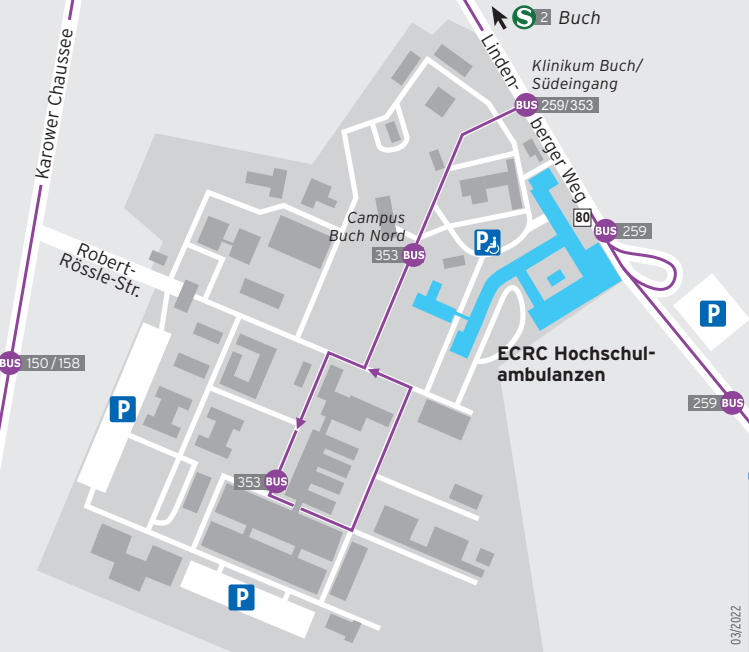 S 2 Buch
Karower Chaussee
Linden-
berger Weg
Klinikum Buch/
Südeingang
BUS 259/353
80
BUS 259
Campus
Buch Nord
353 BUS
P
Robert-
Rössle-Str.
P
BUS 150/158
ECRC Hochschul-
ambulanzen
P
259 BUS
353 BUS
P
03/2022